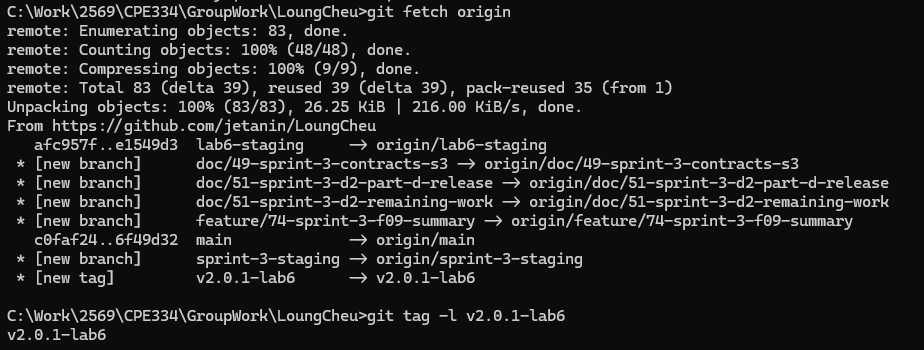 C:\Work\2569\CPE334\GroupWork\LoungCheu>git fetch origin
remote: Enumerating objects: 83, done.
remote: Counting objects: 100% (48/48), done.
remote: Compressing objects: 100% (9/9), done.
remote: Total 83 (delta 39), reused 39 (delta 39), pack-reused 35 (from 1)
Unpacking objects: 100% (83/83), 26.25 KiB | 216.00 KiB/s, done.
From https://github.com/jetanin/LoungCheu
   afc957f..e1549d3  lab6-staging     -> origin/lab6-staging
 * [new branch]      doc/49-sprint-3-contracts-s3 -> origin/doc/49-sprint-3-contracts-s3
 * [new branch]      doc/51-sprint-3-d2-part-d-release -> origin/doc/51-sprint-3-d2-part-d-release
 * [new branch]      doc/51-sprint-3-d2-remaining-work -> origin/doc/51-sprint-3-d2-remaining-work
 * [new branch]      feature/74-sprint-3-f09-summary -> origin/feature/74-sprint-3-f09-summary
   c0faf24..6f49d32  main             -> origin/main
 * [new branch]      sprint-3-staging -> origin/sprint-3-staging
 * [new tag]         v2.0.1-lab6      -> v2.0.1-lab6
C:\Work\2569\CPE334\GroupWork\LoungCheu>git tag -l v2.0.1-lab6
v2.0.1-lab6